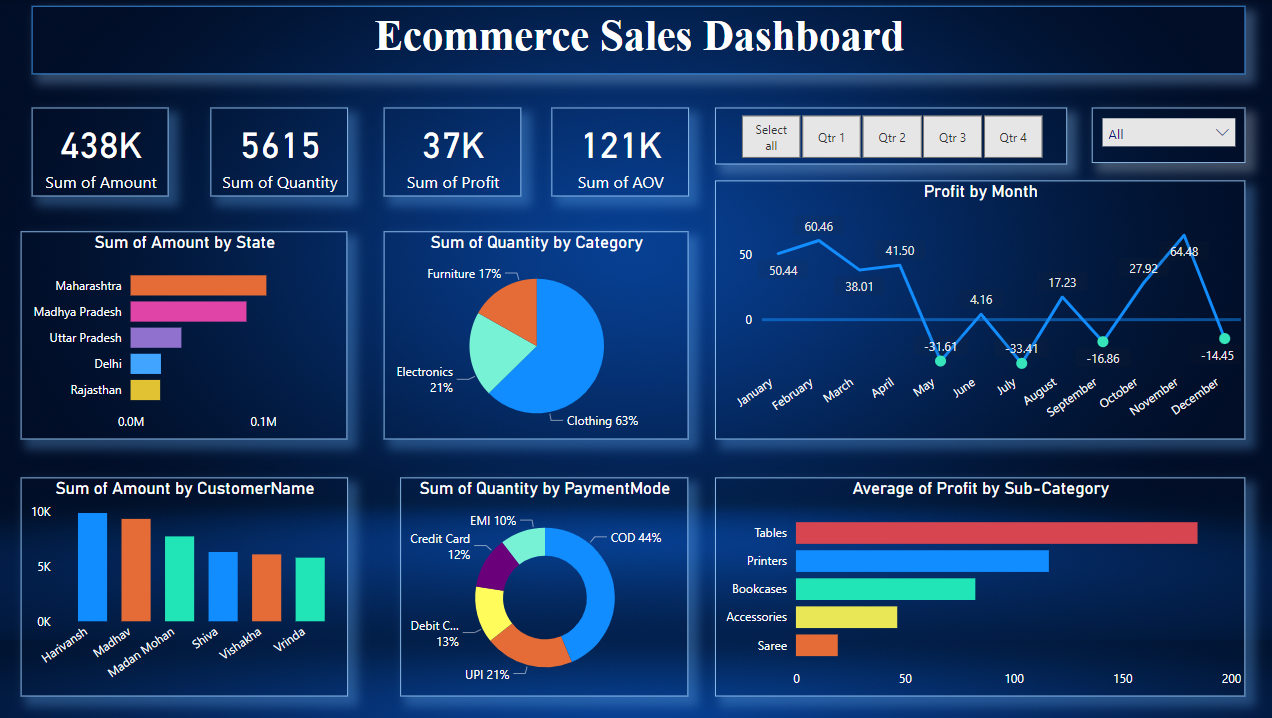 Ecommerce Sales Dashboard
438K
Sum of Amount
5615
Sum of Quantity
37K
Sum of Profit
121K
Sum of AOV
Select
all
Qtr 1
Qtr 2
Qtr 3
Qtr 4
All
Sum of Amount by State
Maharashtra
Madhya Pradesh
Uttar Pradesh
Delhi
Rajasthan
0.0M
0.1M
Sum of Quantity by Category
Furniture 17%
Electronics
21%
Clothing 63%
Profit by Month
50
0
50.44
60.46
38.01
41.50
-31.61
4.16
-33.41
17.23
-16.86
27.92
64.48
-14.45
January
February
March
April
May
June
July
August
September
October
November
December
Sum of Amount by CustomerName
10K
5K
0K
Harivansh
Madhav
Madan Mohan
Shiva
Vishakha
Vrinda
Sum of Quantity by PaymentMode
EMI 10%
Credit Card
12%
Debit C...
13%
UPI 21%
COD 44%
Average of Profit by Sub-Category
Tables
Printers
Bookcases
Accessories
Saree
0
50
100
150
200